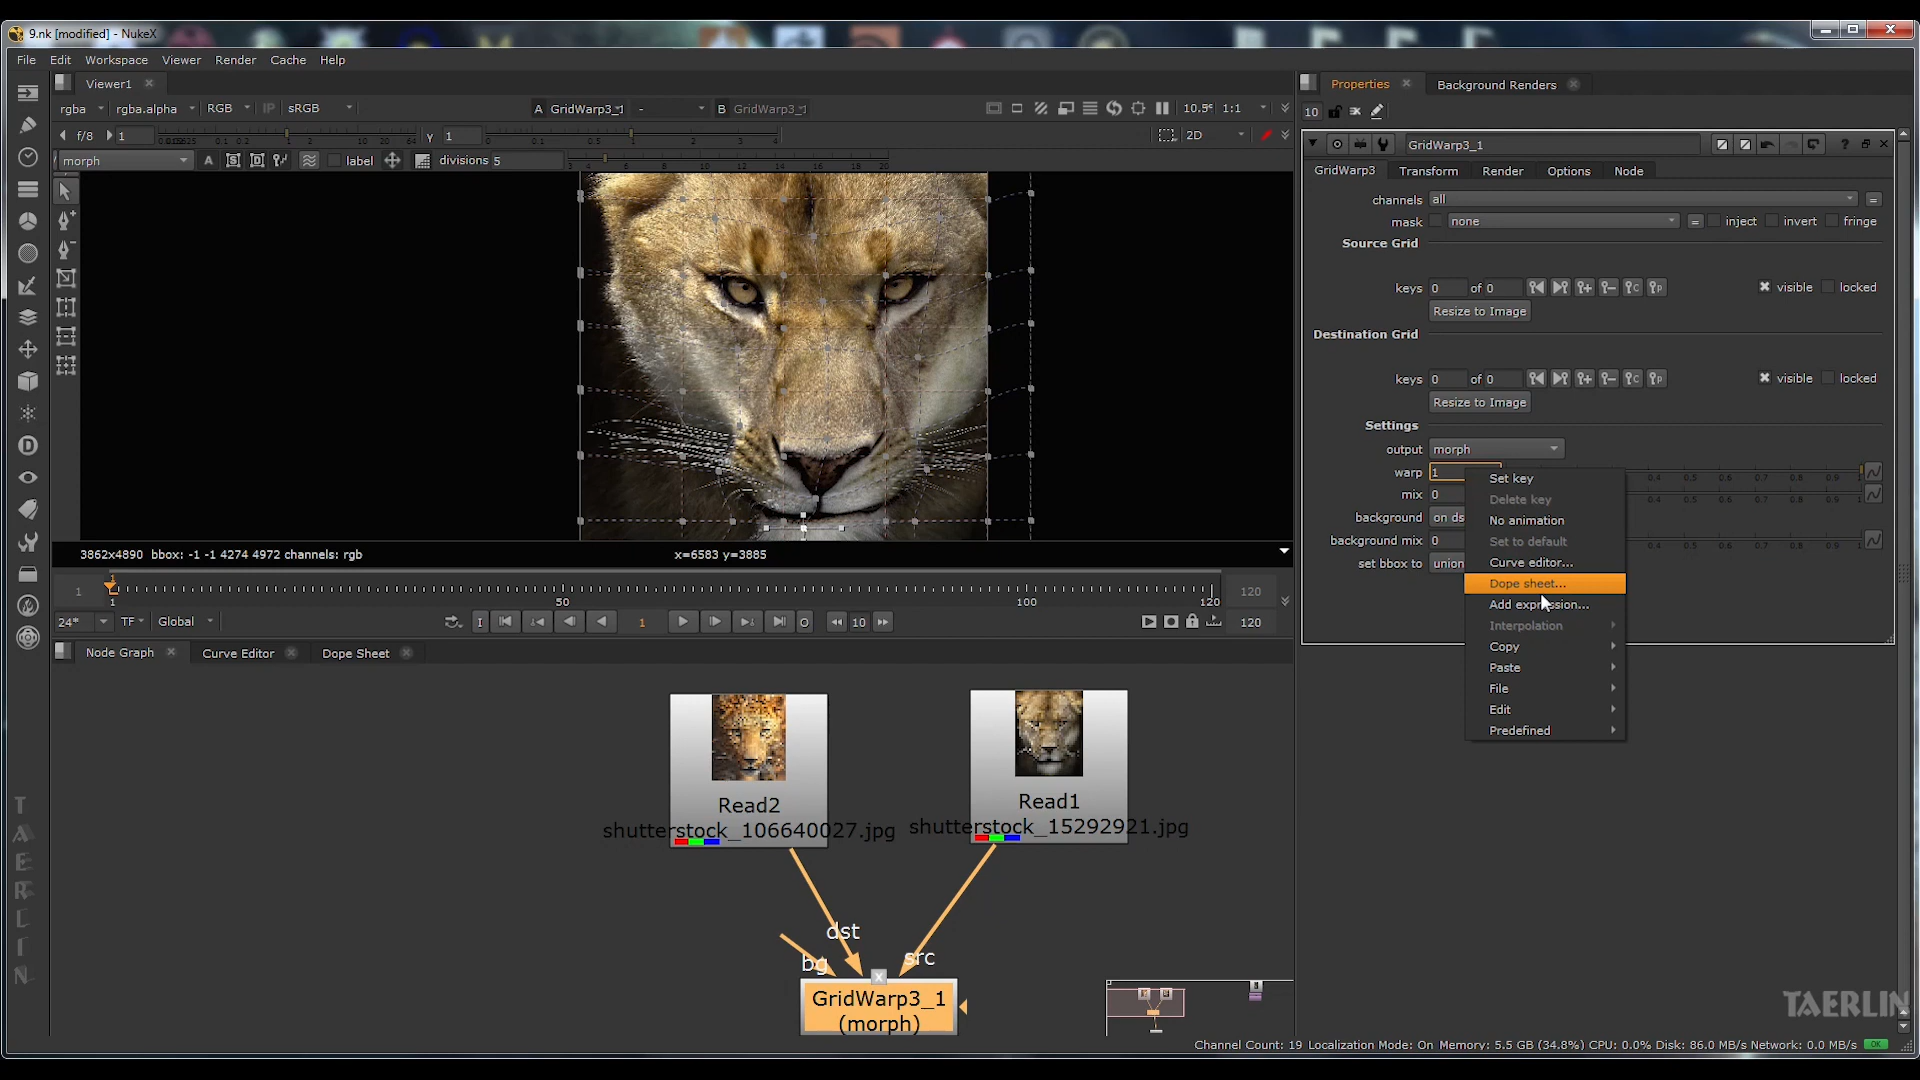 9.nk [modified] - NukeX
File Edit Workspace Viewer Render Cache Help
Viewer1
rgba rgba.alpha RGB IP sRGB A GridWarp3_1 - B GridWarp3_1 10.5 1:1
f/8 1 γ 1 2D
morph A label divisions 5
3862x4890 bbox: -1 -1 4274 4972 channels: rgb x=6583 y=3885
1 1 1 50 100 120 120
24* TF Global I 1 O 10 120
Node Graph Curve Editor Dope Sheet
Read2
shutterstock_106640027.jpg
Read1
shutterstock_15292921.jpg
dst
bg
src
GridWarp3_1
(morph)
Properties Background Renders
10
GridWarp3_1
GridWarp3 Transform Render Options Node
channels all =
mask none = inject invert fringe
Source Grid
keys 0 of 0 visible locked
Resize to Image
Destination Grid
keys 0 of 0 visible locked
Resize to Image
Settings
output morph
warp 1
mix 0
background on ds
background mix 0
set bbox to union
Set key
Delete key
No animation
Set to default
Curve editor...
Dope sheet...
Add expression...
Interpolation
Copy
Paste
File
Edit
Predefined
TAERLIN
TAERLIN
Channel Count: 19 Localization Mode: On Memory: 5.5 GB (34.8%) CPU: 0.0% Disk: 86.0 MB/s Network: 0.0 MB/s OK